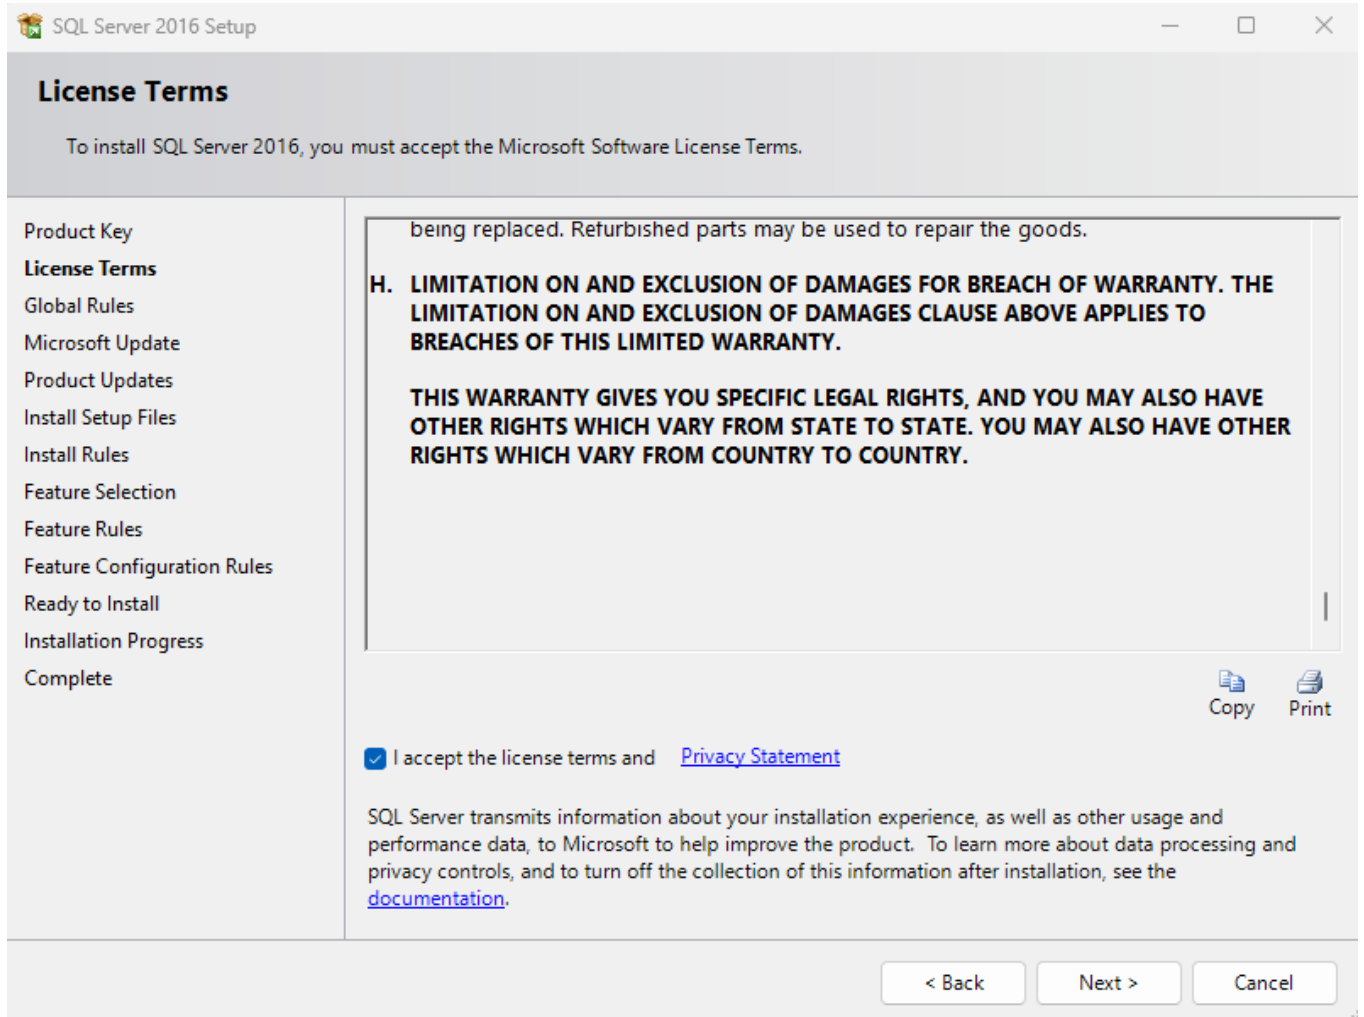 SQL Server 2016 Setup
License Terms
To install SQL Server 2016, you must accept the Microsoft Software License Terms.
Product Key
License Terms
Global Rules
Microsoft Update
Product Updates
Install Setup Files
Install Rules
Feature Selection
Feature Rules
Feature Configuration Rules
Ready to Install
Installation Progress
Complete
being replaced. Refurbished parts may be used to repair the goods.
H. LIMITATION ON AND EXCLUSION OF DAMAGES FOR BREACH OF WARRANTY. THE
LIMITATION ON AND EXCLUSION OF DAMAGES CLAUSE ABOVE APPLIES TO
BREACHES OF THIS LIMITED WARRANTY.
THIS WARRANTY GIVES YOU SPECIFIC LEGAL RIGHTS, AND YOU MAY ALSO HAVE
OTHER RIGHTS WHICH VARY FROM STATE TO STATE. YOU MAY ALSO HAVE OTHER
RIGHTS WHICH VARY FROM COUNTRY TO COUNTRY.
Copy Print
I accept the license terms and Privacy Statement
SQL Server transmits information about your installation experience, as well as other usage and
performance data, to Microsoft to help improve the product. To learn more about data processing and
privacy controls, and to turn off the collection of this information after installation, see the
documentation.
< Back Next > Cancel